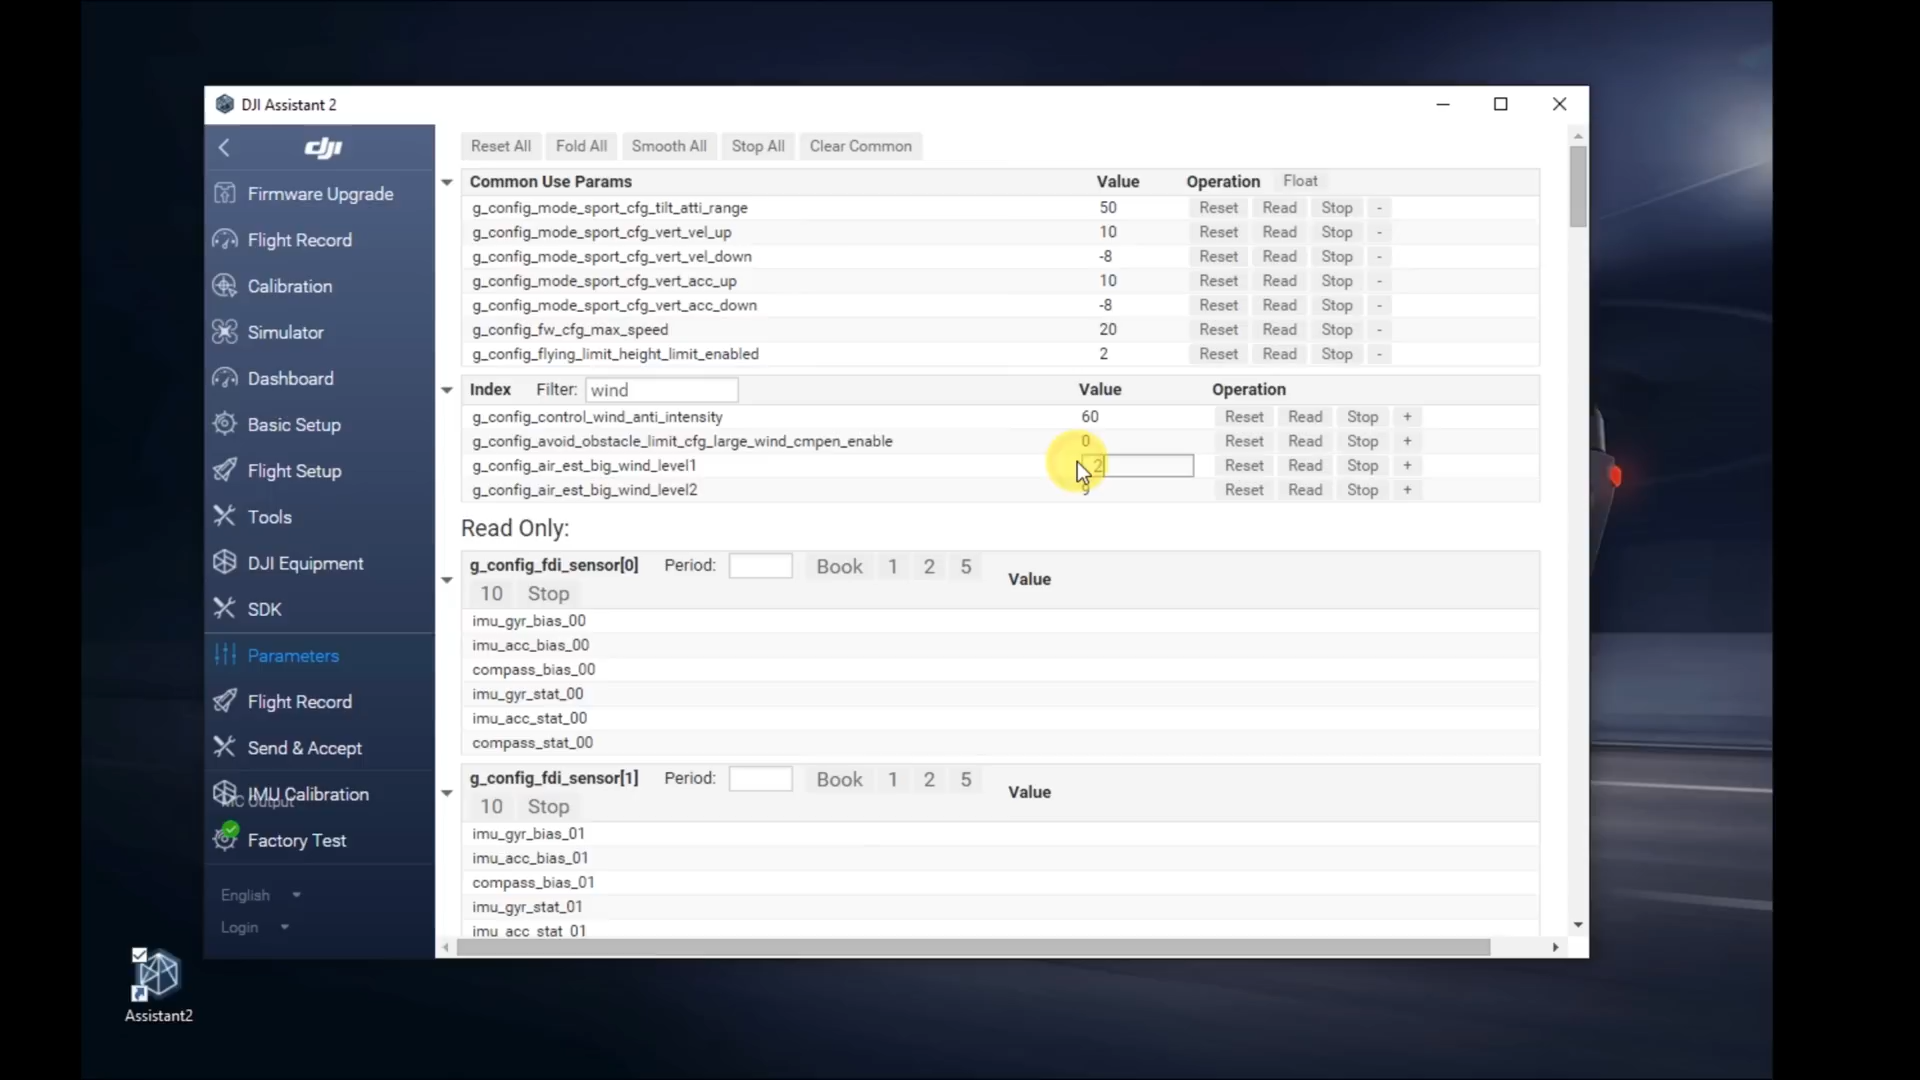 DJI Assistant 2
dji
Firmware Upgrade
Flight Record
Calibration
Simulator
Dashboard
Basic Setup
Flight Setup
Tools
DJI Equipment
SDK
Parameters
Flight Record
Send & Accept
IMU Calibration
MC Output
Factory Test
English
Login
Reset All Fold All Smooth All Stop All Clear Common
Common Use Params Value Operation Float
g_config_mode_sport_cfg_tilt_atti_range 50 Reset Read Stop -
g_config_mode_sport_cfg_vert_vel_up 10 Reset Read Stop -
g_config_mode_sport_cfg_vert_vel_down -8 Reset Read Stop -
g_config_mode_sport_cfg_vert_acc_up 10 Reset Read Stop -
g_config_mode_sport_cfg_vert_acc_down -8 Reset Read Stop -
g_config_fw_cfg_max_speed 20 Reset Read Stop -
g_config_flying_limit_height_limit_enabled 2 Reset Read Stop -
Index Filter: wind Value Operation
g_config_control_wind_anti_intensity 60 Reset Read Stop +
g_config_avoid_obstacle_limit_cfg_large_wind_cmpen_enable 0 Reset Read Stop +
g_config_air_est_big_wind_level1 2 Reset Read Stop +
g_config_air_est_big_wind_level2 9 Reset Read Stop +
Read Only:
g_config_fdi_sensor[0] Period: Book 1 2 5 Value
10 Stop
imu_gyr_bias_00
imu_acc_bias_00
compass_bias_00
imu_gyr_stat_00
imu_acc_stat_00
compass_stat_00
g_config_fdi_sensor[1] Period: Book 1 2 5 Value
10 Stop
imu_gyr_bias_01
imu_acc_bias_01
compass_bias_01
imu_gyr_stat_01
imu_acc_stat_01
Assistant2